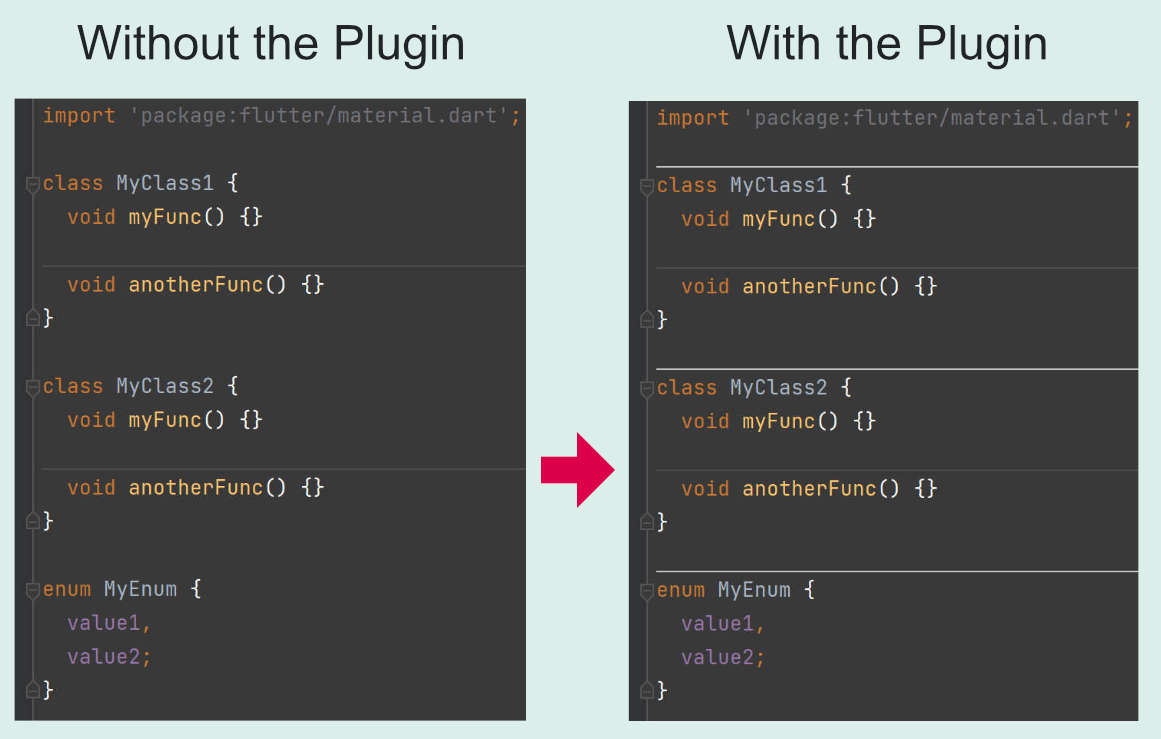 Without the Plugin
import 'package:flutter/material.dart';
class MyClass1 {
void myFunc() {}
void anotherFunc() {}
}
class MyClass2 {
void myFunc() {}
void anotherFunc() {}
}
enum MyEnum {
value1,
value2;
}
With the Plugin
import 'package:flutter/material.dart';
class MyClass1 {
void myFunc() {}
void anotherFunc() {}
}
class MyClass2 {
void myFunc() {}
void anotherFunc() {}
}
enum MyEnum {
value1,
value2;
}